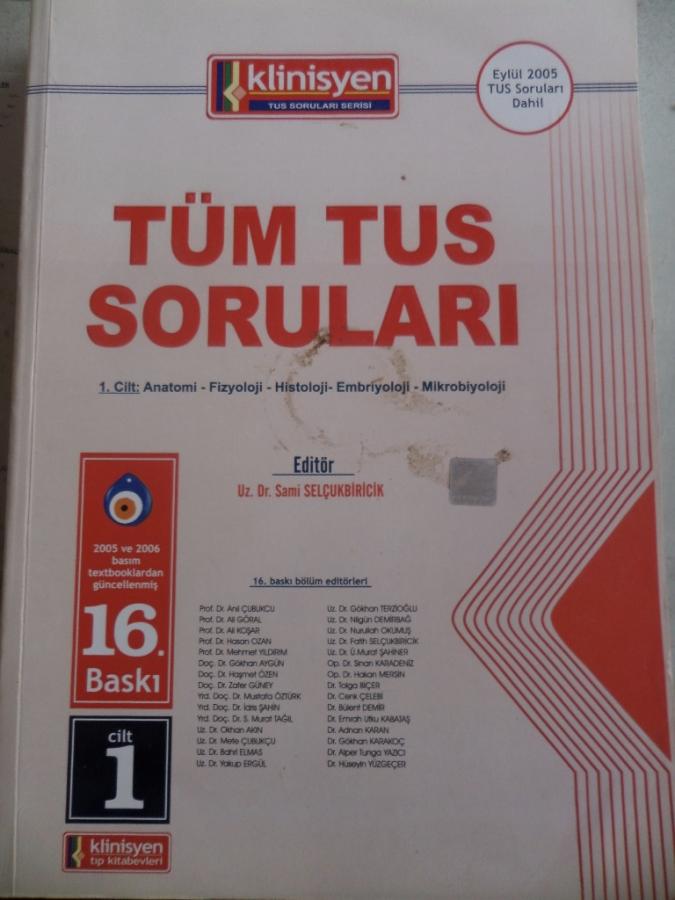 klinisyen
TUS SORULARI SERİSİ
Eylül 2005
TUS Soruları
Dahil
TÜM TUS
SORULARI
1. Cilt: Anatomi - Fizyoloji - Histoloji- Embriyoloji - Mikrobiyoloji
Editör
Uz. Dr. Sami SELÇUKBİRİCİK
2005 ve 2006
basım
textbooklardan
güncellenmiş
16.
Baskı
cilt
1
klinisyen
tıp kitabevleri
16. baskı bölüm editörleri
Prof. Dr. Anıl ÇUBUKÇU
Prof. Dr. Ali GÖRAL
Prof. Dr. Ali KOŞAR
Prof. Dr. Hasan OZAN
Prof. Dr. Mehmet YILDIRIM
Doç. Dr. Gökhan AYGÜN
Doç. Dr. Haşmet ÖZEN
Doç. Dr. Zafer GÜNEY
Yrd. Doç. Dr. Mustafa ÖZTÜRK
Yrd. Doç. Dr. İdris ŞAHİN
Yrd. Doç. Dr. S. Murat TAĞIL
Uz. Dr. Okhan AKIN
Uz. Dr. Mete ÇUBUKÇU
Uz. Dr. Bahri ELMAS
Uz. Dr. Yakup ERGÜL
Uz. Dr. Gökhan TERZİOĞLU
Uz. Dr. Nilgün DEMİRBAĞ
Uz. Dr. Nurullah OKUMUŞ
Uz. Dr. Fatih SELÇUKBİRİCİK
Uz. Dr. Ü.Murat ŞAHİNER
Op. Dr. Sinan KARADENİZ
Op. Dr. Hakan MERSİN
Dr. Tolga BİÇER
Dr. Cenk ÇELEBİ
Dr. Bülent DEMİR
Dr. Emrah Utku KABATAŞ
Dr. Adnan KARAN
Dr. Gökhan KARAKOÇ
Dr. Alper Tunga YAZICI
Dr. Hüseyin YÜZGEÇER